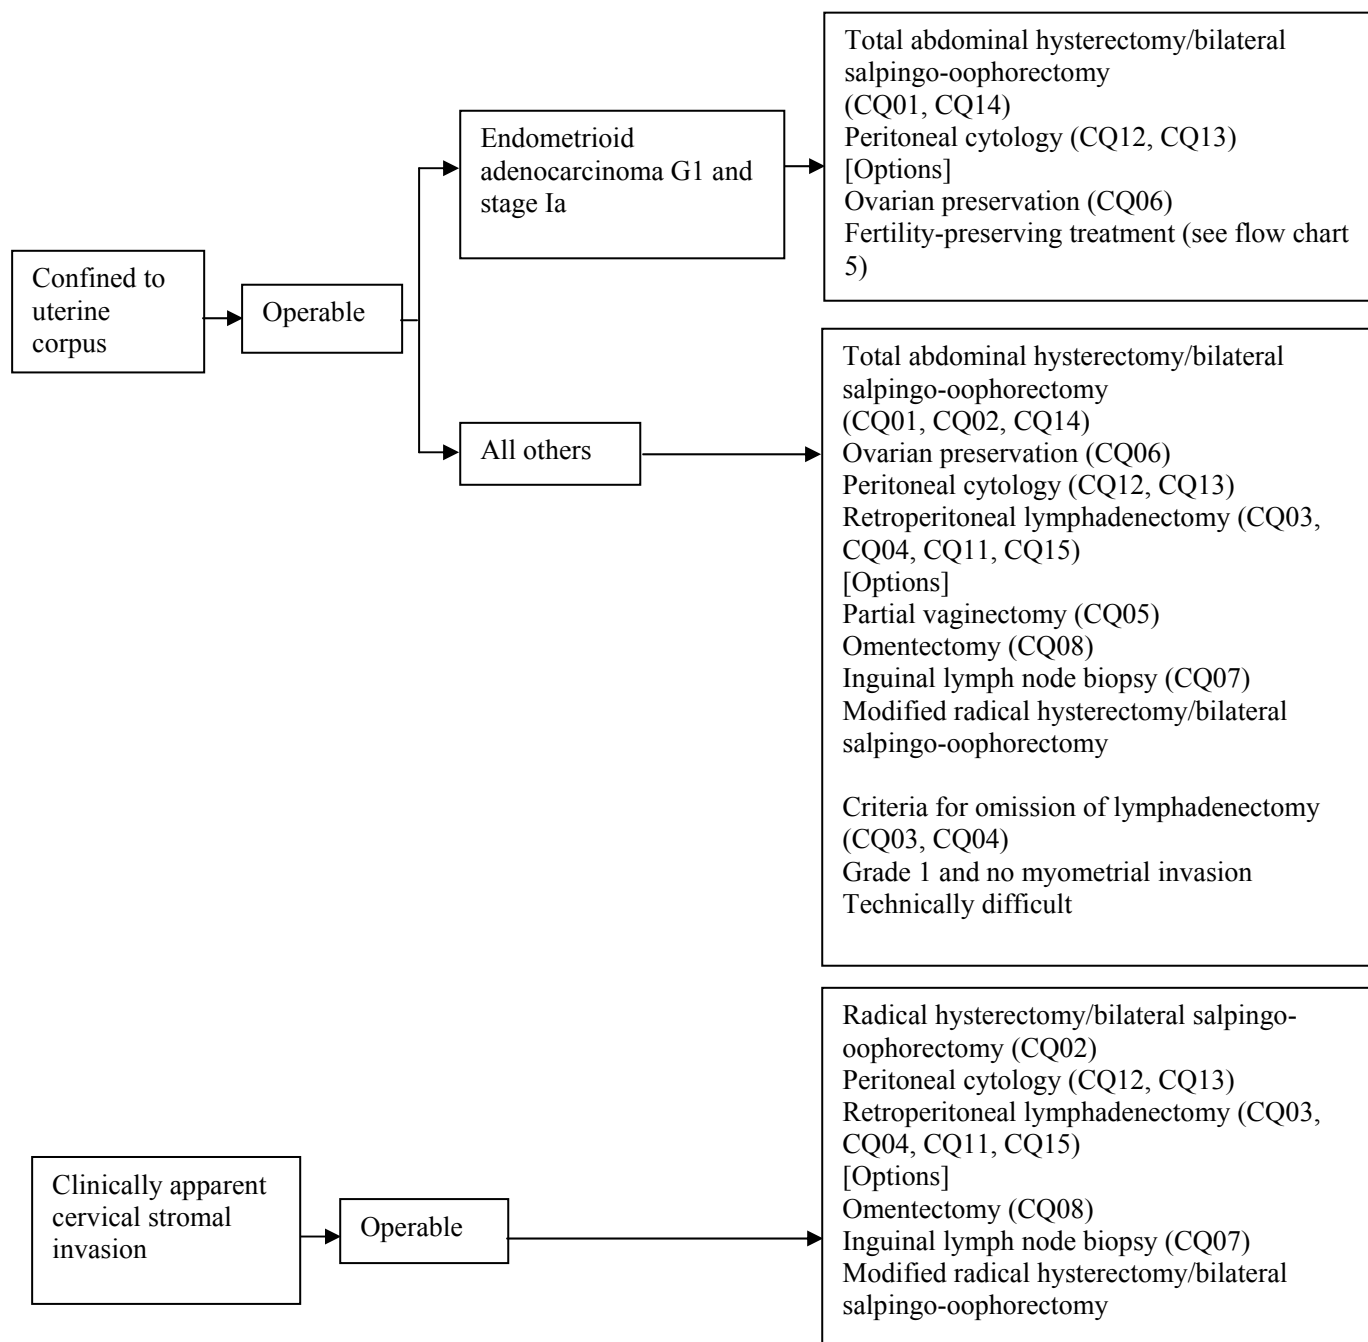 Confined to
uterine
corpus
Operable
Endometrioid
adenocarcinoma G1 and
stage Ia
Total abdominal hysterectomy/bilateral
salpingo-oophorectomy
(CQ01, CQ14)
Peritoneal cytology (CQ12, CQ13)
[Options]
Ovarian preservation (CQ06)
Fertility-preserving treatment (see flow chart
5)
All others
Total abdominal hysterectomy/bilateral
salpingo-oophorectomy
(CQ01, CQ02, CQ14)
Ovarian preservation (CQ06)
Peritoneal cytology (CQ12, CQ13)
Retroperitoneal lymphadenectomy (CQ03,
CQ04, CQ11, CQ15)
[Options]
Partial vaginectomy (CQ05)
Omentectomy (CQ08)
Inguinal lymph node biopsy (CQ07)
Modified radical hysterectomy/bilateral
salpingo-oophorectomy
Criteria for omission of lymphadenectomy
(CQ03, CQ04)
Grade 1 and no myometrial invasion
Technically difficult
Clinically apparent
cervical stromal
invasion
Operable
Radical hysterectomy/bilateral salpingo-
oophorectomy (CQ02)
Peritoneal cytology (CQ12, CQ13)
Retroperitoneal lymphadenectomy (CQ03,
CQ04, CQ11, CQ15)
[Options]
Omentectomy (CQ08)
Inguinal lymph node biopsy (CQ07)
Modified radical hysterectomy/bilateral
salpingo-oophorectomy